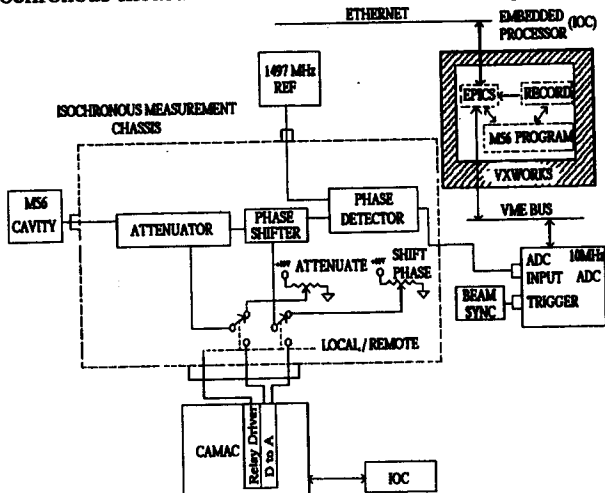 ETHERNET
EMBEDDED
PROCESSOR (IOC)
1497 MHz
REF
EPICS
RECORD
M56 PROGRAM
VXWORKS
ISOCHRONOUS MEASUREMENT
CHASSIS
M56
CAVITY
ATTENUATOR
PHASE
SHIFTER
PHASE
DETECTOR
VME BUS
ATTENUATE
SHIFT
PHASE
ADC
INPUT
10MHz
ADC
TRIGGER
BEAM
SYNC
LOCAL / REMOTE
CAMAC
Relay Driver
D to A
IOC